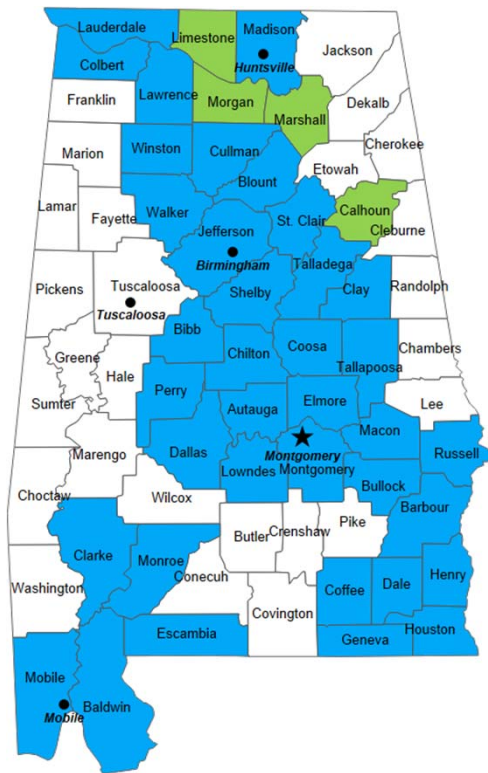 Lauderdale
Limestone
Madison
Jackson
Colbert
Huntsville
Franklin
Lawrence
Morgan
Marshall
Dekalb
Marion
Winston
Cullman
Cherokee
Etowah
Blount
Lamar
Fayette
Walker
Jefferson
St. Clair
Calhoun
Cleburne
Birmingham
Talladega
Pickens
Tuscaloosa
Tuscaloosa
Shelby
Clay
Randolph
Bibb
Greene
Hale
Chilton
Coosa
Tallapoosa
Chambers
Perry
Sumter
Autauga
Elmore
Lee
Macon
Marengo
Dallas
Lowndes
Montgomery
Montgomery
Russell
Choctaw
Wilcox
Bullock
Barbour
Butler
Crenshaw
Pike
Clarke
Monroe
Conecuh
Washington
Covington
Coffee
Dale
Henry
Escambia
Geneva
Houston
Mobile
Baldwin
Mobile